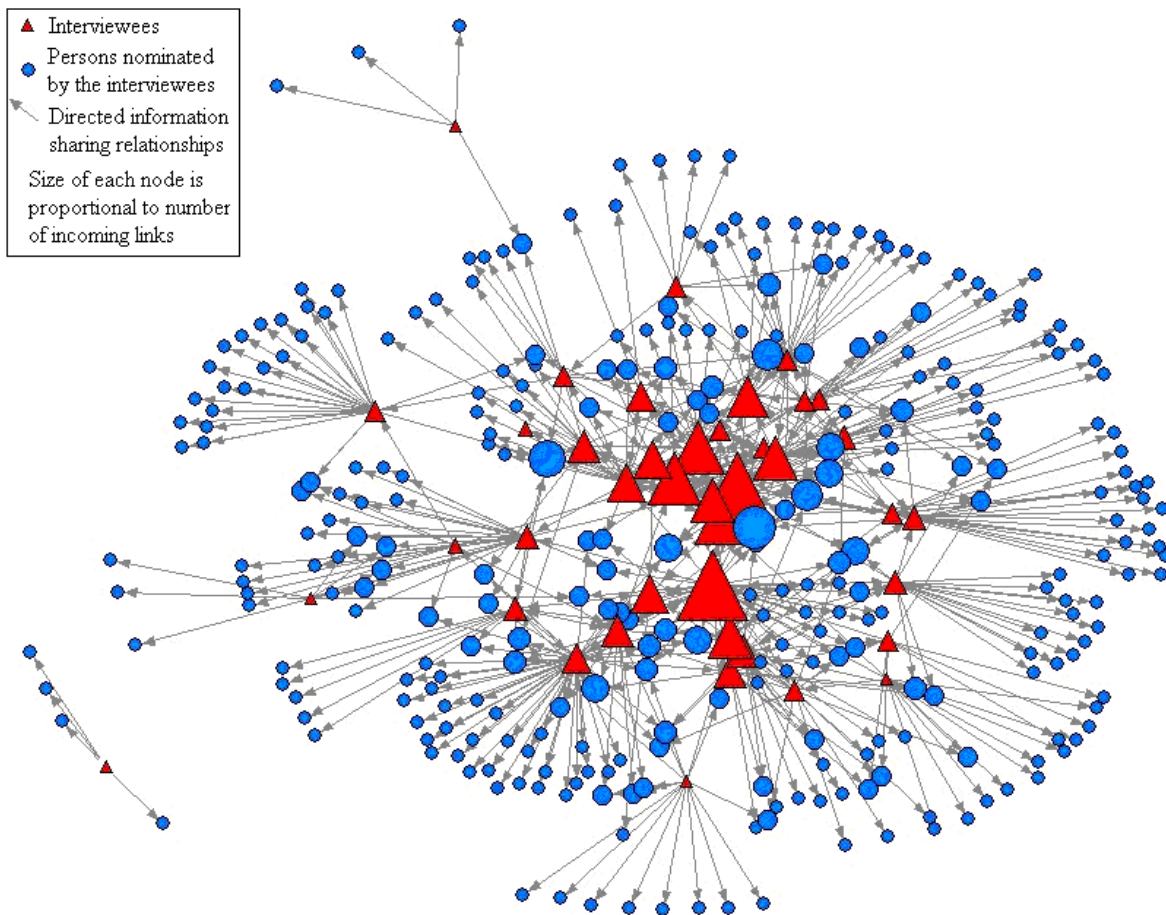 Interviewees
Persons nominated
by the interviewees
Directed information
sharing relationships
Size of each node is
proportional to number
of incoming links